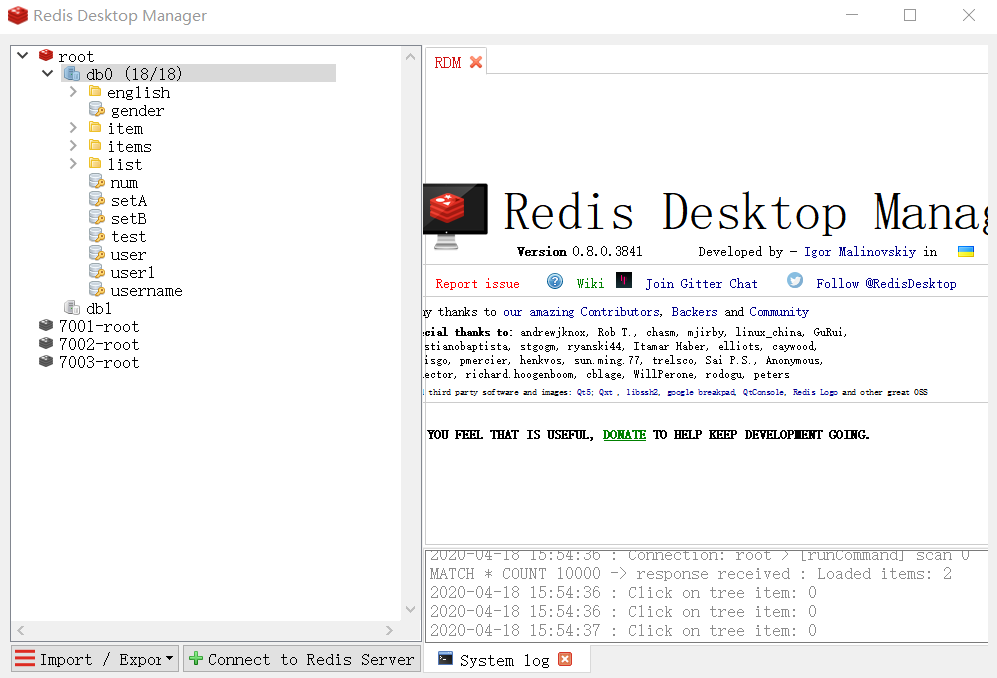 Redis Desktop Manager
root
db0 (18/18)
english
gender
item
items
list
num
setA
setB
test
user
user1
username
db1
7001-root
7002-root
7003-root
Import / Expor
Connect to Redis Server
RDM
Redis Desktop Manag
Version 0.8.0.3841 Developed by - Igor Malinovskiy in
Report issue Wiki Join Gitter Chat Follow @RedisDesktop
y thanks to our amazing Contributors, Backers and Community
cial thanks to: andrewjknox, Rob T., chasm, mjirby, linux_china, GuRui,
stianobaptista, stgogm, ryanski44, Itamar Haber, elliots, caywood,
isgo, pmercier, henkvos, sun.ming.77, trelsco, Sai P.S., Anonymous,
ector, richard.hoogenboom, cblage, WillPerone, rodogu, peters
third party software and images: Qt5, Qxt , libssh2, google breakpad, QtConsole, Redis Logo and other great OSS
YOU FEEL THAT IS USEFUL, DONATE TO HELP KEEP DEVELOPMENT GOING.
2020-04-18 15:54:36 : Connection: root > [runCommand] scan 0
MATCH * COUNT 10000 -> response received : Loaded items: 2
2020-04-18 15:54:36 : Click on tree item: 0
2020-04-18 15:54:36 : Click on tree item: 0
2020-04-18 15:54:37 : Click on tree item: 0
System log